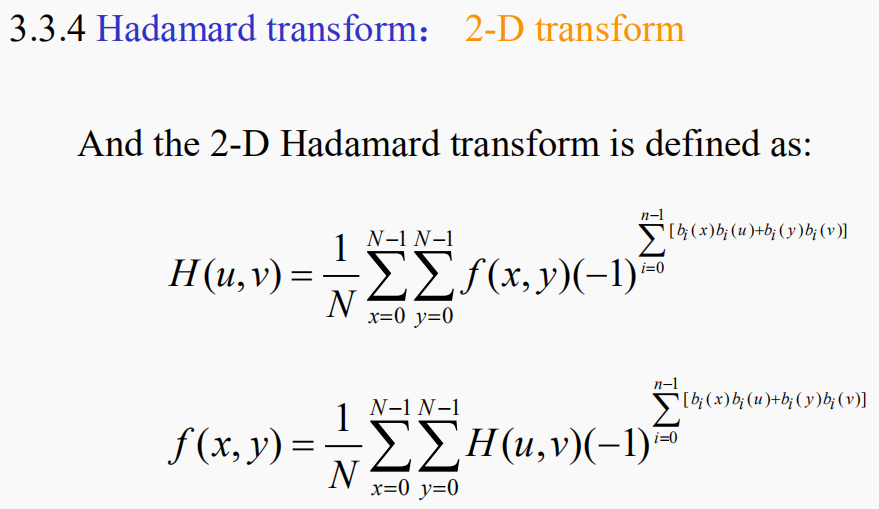 3.3.4 Hadamard transform： 2-D transform
And the 2-D Hadamard transform is defined as:
H(u,v) = \frac{1}{N} \sum_{x=0}^{N-1} \sum_{y=0}^{N-1} f(x,y)(-1)^{\sum_{i=0}^{n-1}[b_i(x)b_i(u)+b_i(y)b_i(v)]}
f(x,y) = \frac{1}{N} \sum_{x=0}^{N-1} \sum_{y=0}^{N-1} H(u,v)(-1)^{\sum_{i=0}^{n-1}[b_i(x)b_i(u)+b_i(y)b_i(v)]}